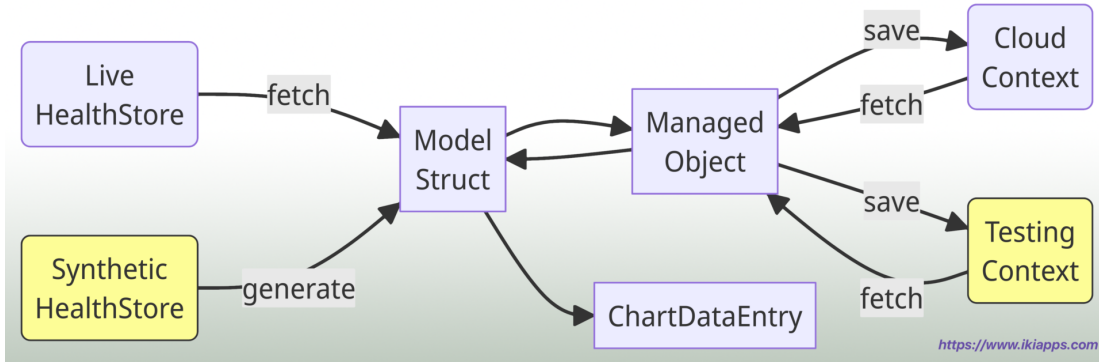 Live
HealthStore
fetch
Model
Struct
Managed
Object
save
Cloud
Context
fetch
Synthetic
HealthStore
generate
ChartDataEntry
save
Testing
Context
fetch
https://www.ikiapps.com